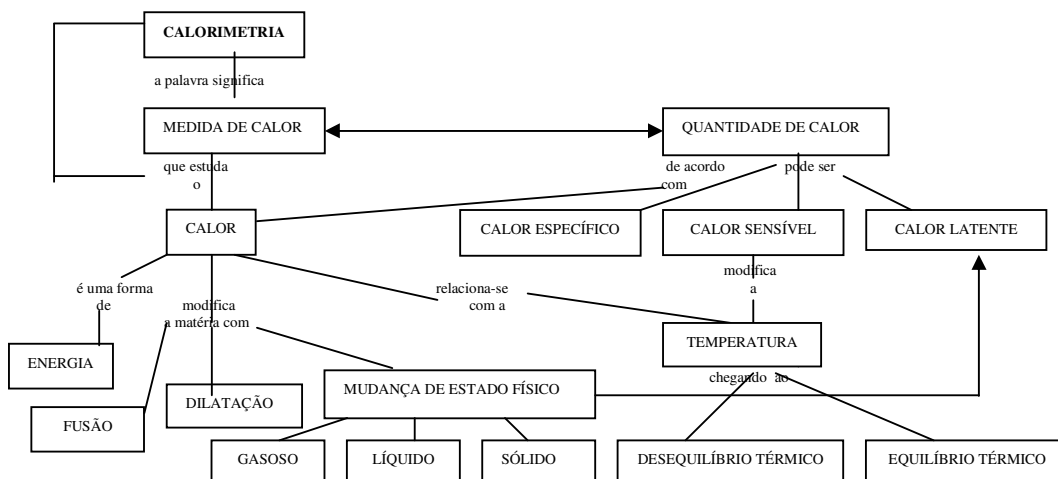 CALORIMETRIA
a palavra significa
MEDIDA DE CALOR
QUANTIDADE DE CALOR
que estuda
o
de acordo
com
pode ser
CALOR
CALOR ESPECÍFICO
CALOR SENSÍVEL
CALOR LATENTE
é uma forma
de
modifica
a matéria com
relaciona-se
com a
modifica
a
ENERGIA
TEMPERATURA
chegando ao
MUDANÇA DE ESTADO FÍSICO
DILATAÇÃO
FUSÃO
GASOSO
LÍQUIDO
SÓLIDO
DESEQUILÍBRIO TÉRMICO
EQUILÍBRIO TÉRMICO